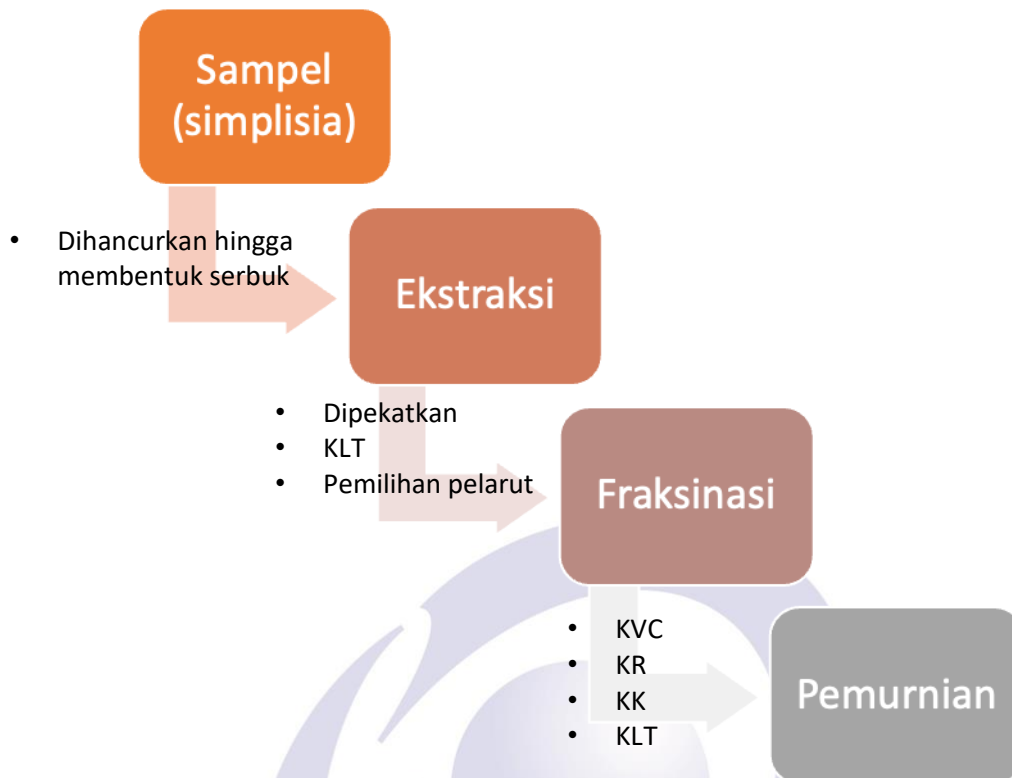 Sampel
(simplisia)
• Dihancurkan hingga
membentuk serbuk
Ekstraksi
• Dipekatkan
• KLT
• Pemilihan pelarut
Fraksinasi
• KVC
• KR
• KK
• KLT
Pemurnian